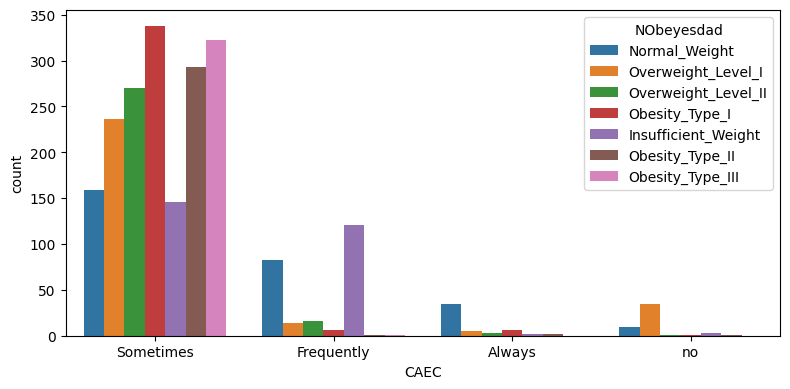 350
300
250
200
150
100
50
0
count
NObeyesdad
Normal_Weight
Overweight_Level_I
Overweight_Level_II
Obesity_Type_I
Insufficient_Weight
Obesity_Type_II
Obesity_Type_III
Sometimes
Frequently
Always
no
CAEC